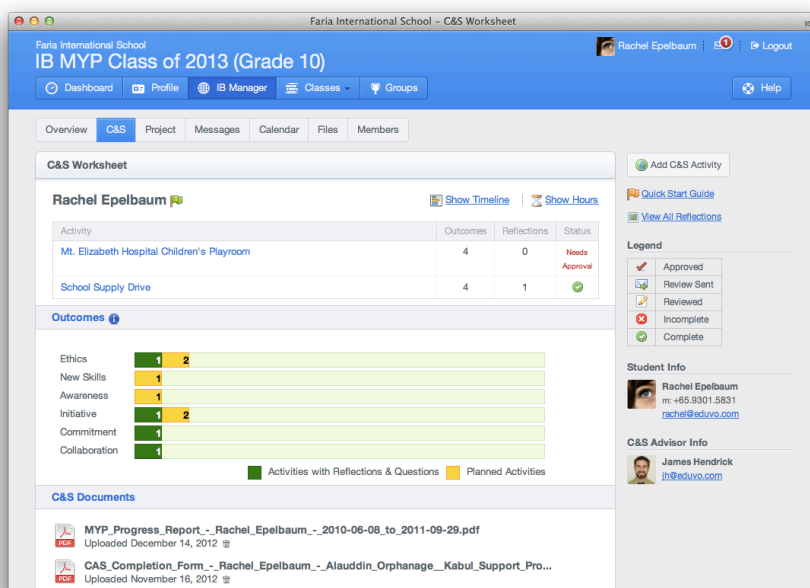 Faria International School – C&S Worksheet
Faria International School
IB MYP Class of 2013 (Grade 10)
Rachel Epelbaum
1
Logout
Dashboard
Profile
IB Manager
Classes
Groups
Help
Overview
C&S
Project
Messages
Calendar
Files
Members
C&S Worksheet
Rachel Epelbaum
Show Timeline
Show Hours
Activity Outcomes Reflections Status
Mt. Elizabeth Hospital Children's Playroom 4 0 Needs
Approval
School Supply Drive 4 1
Outcomes
Ethics 1 2
New Skills 1
Awareness 1
Initiative 1 2
Commitment 1
Collaboration 1
Activities with Reflections & Questions Planned Activities
C&S Documents
PDF
MYP_Progress_Report_-_Rachel_Epelbaum_-_2010-06-08_to_2011-09-29.pdf
Uploaded December 14, 2012
PDF
CAS_Completion_Form_-_Rachel_Epelbaum_-_Alauddin_Orphanage__Kabul_Support_Pro...
Uploaded November 16, 2012
Add C&S Activity
Quick Start Guide
View All Reflections
Legend
Approved
Review Sent
Reviewed
Incomplete
Complete
Student Info
Rachel Epelbaum
m: +65.9301.5831
rachel@eduvo.com
C&S Advisor Info
James Hendrick
jh@eduvo.com